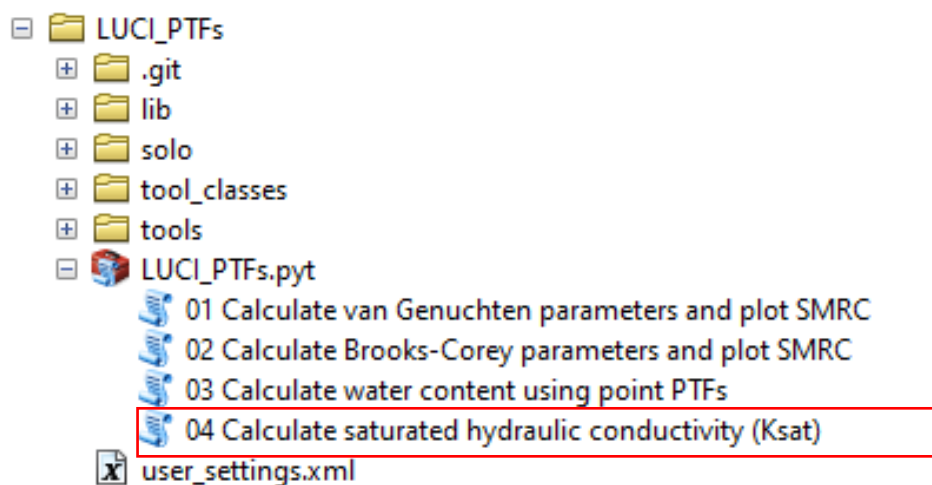 LUCI_PTFs
.git
lib
solo
tool_classes
tools
LUCI_PTFs.pyt
01 Calculate van Genuchten parameters and plot SMRC
02 Calculate Brooks-Corey parameters and plot SMRC
03 Calculate water content using point PTFs
04 Calculate saturated hydraulic conductivity (Ksat)
user_settings.xml